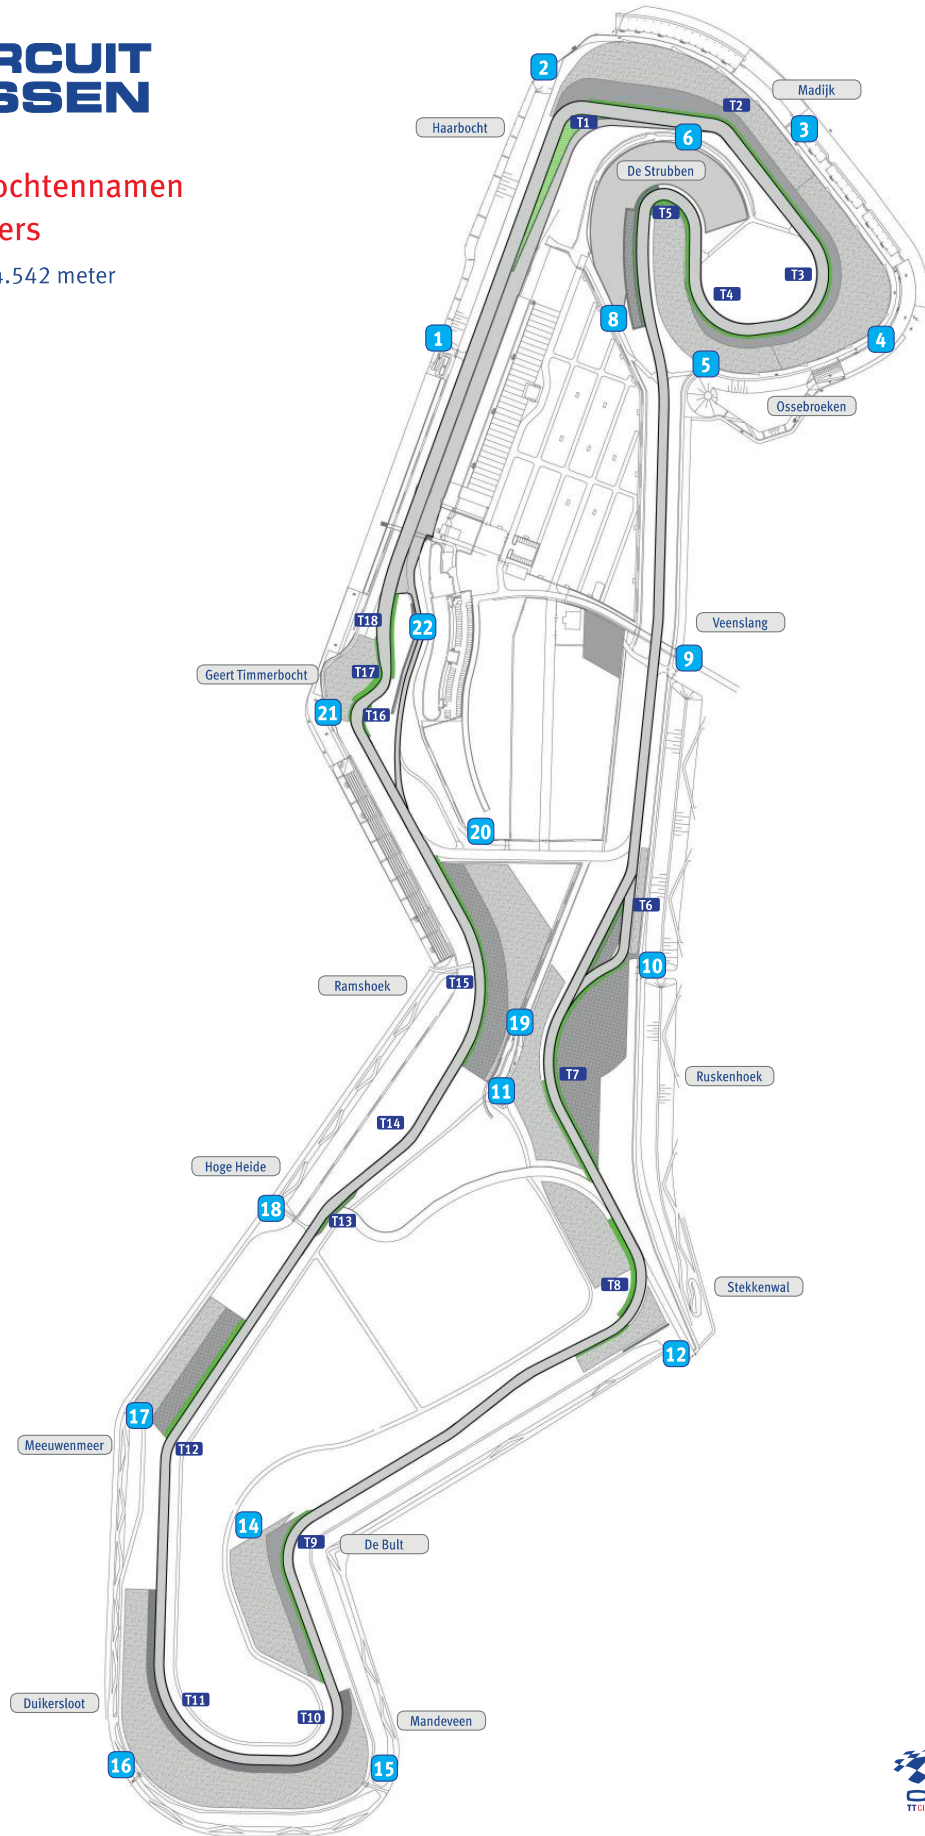 RCUIT
SSEN
ochtennamen
ers
4.542 meter
2
Madijk
T2
T1
3
Haarbocht
6
De Strubben
T5
T3
T4
8
1
4
5
Ossebroeken
T18
22
Veenslang
9
Geert Timmerbocht
T17
21
T16
20
T6
10
Ramshoek
T15
19
T7
Ruskenhoek
11
T14
Hoge Heide
18
T13
T8
Stekkenwal
12
17
Meeuwenmeer
T12
14
T9
De Bult
T11
Duikersloot
T10
Mandeveen
16
15